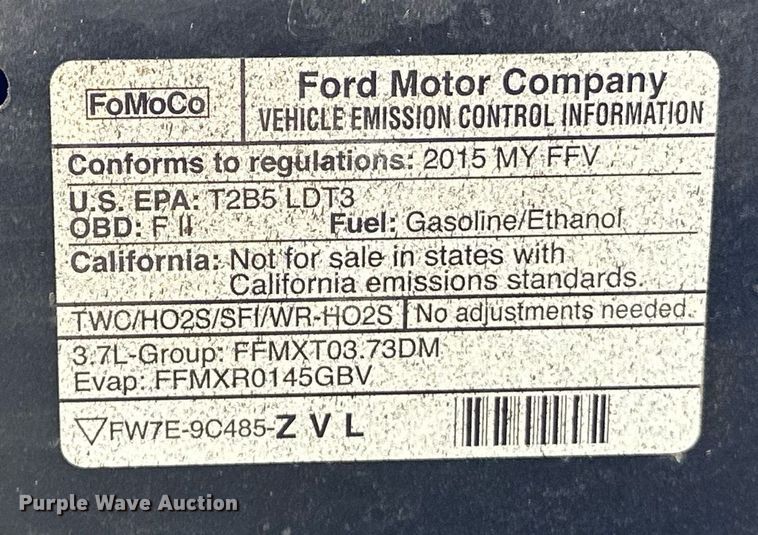 FoMoCo
Ford Motor Company
VEHICLE EMISSION CONTROL INFORMATION
Conforms to regulations: 2015 MY FFV
U.S. EPA: T2B5 LDT3
OBD: F II Fuel: Gasoline/Ethanol
California: Not for sale in states with
California emissions standards.
TWC/HO2S/SFI/WR-HO2S No adjustments needed.
3.7L-Group: FFMXT03.73DM
Evap: FFMXR0145GBV
FW7E-9C485-Z V L
Purple Wave Auction